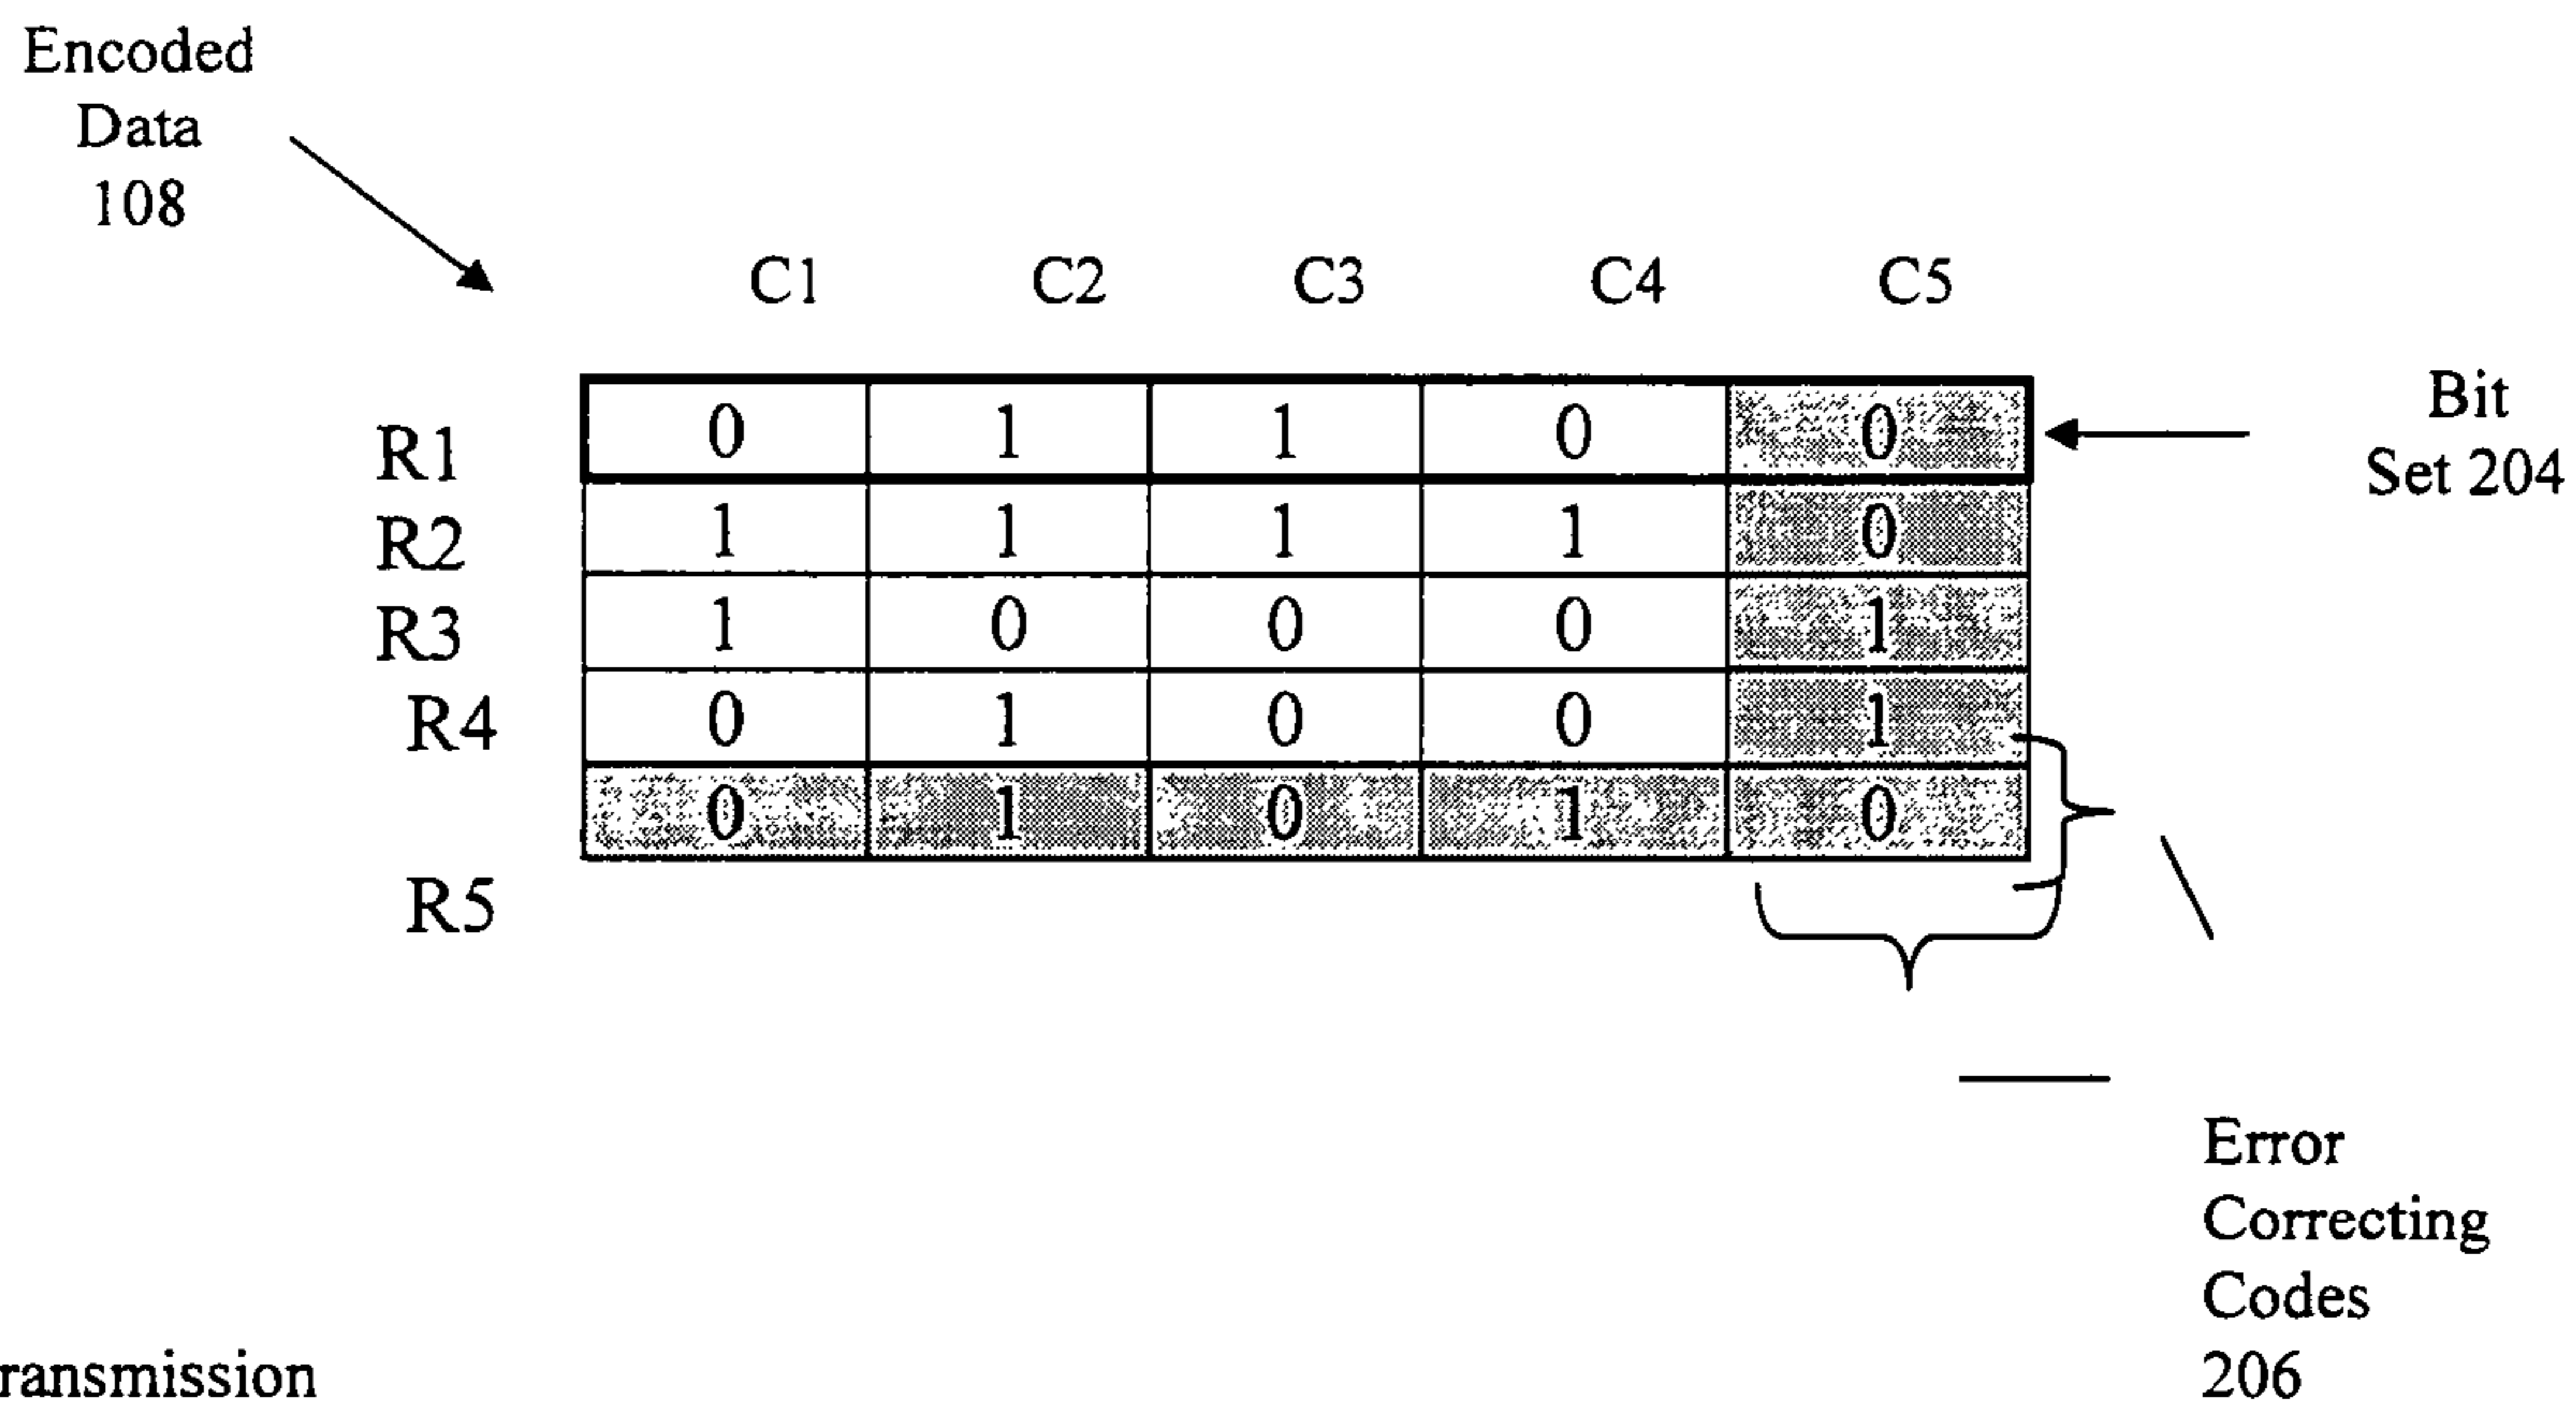 Encoded
Data
108
C1 C2 C3 C4 C5
R1 0 1 1 0 0
R2 1 1 1 1 0
R3 1 0 0 0 1
R4 0 1 0 0 1
0 1 0 1 0
R5
Bit
Set 204
Error
Correcting
Codes
206
ransmission